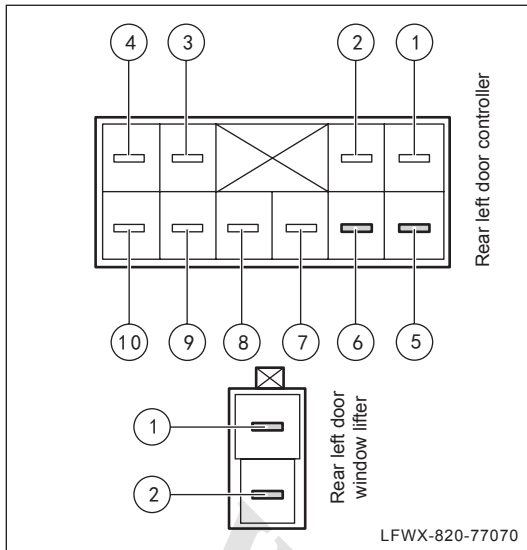 4 3 2 1
Rear left door controller
10 9 8 7 6 5
1
Rear left door
window lifter
2
LFWX-820-77070